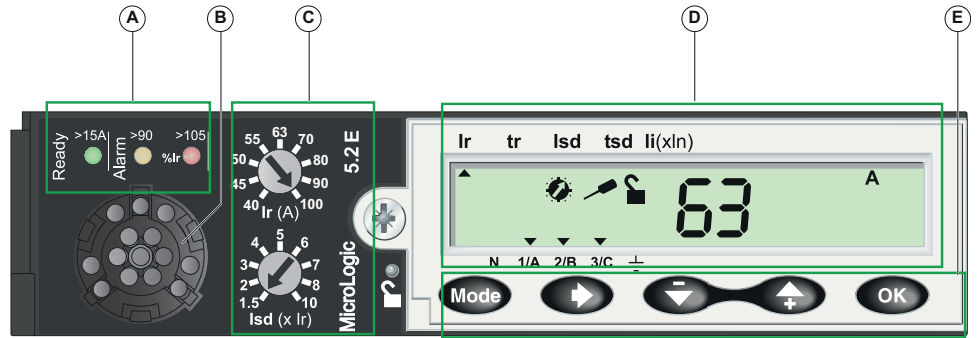 A
B
C
D
E
Ready
>15A
Alarm
>90
%Ir
>105
55
63
70
50
80
45
90
40
Ir (A)
100
5
4
6
3
7
2
8
1.5
10
Isd (x Ir)
5.2 E
MicroLogic
Ir
tr
Isd
tsd
Ii(xIn)
63
A
N
1/A
2/B
3/C
Mode
OK